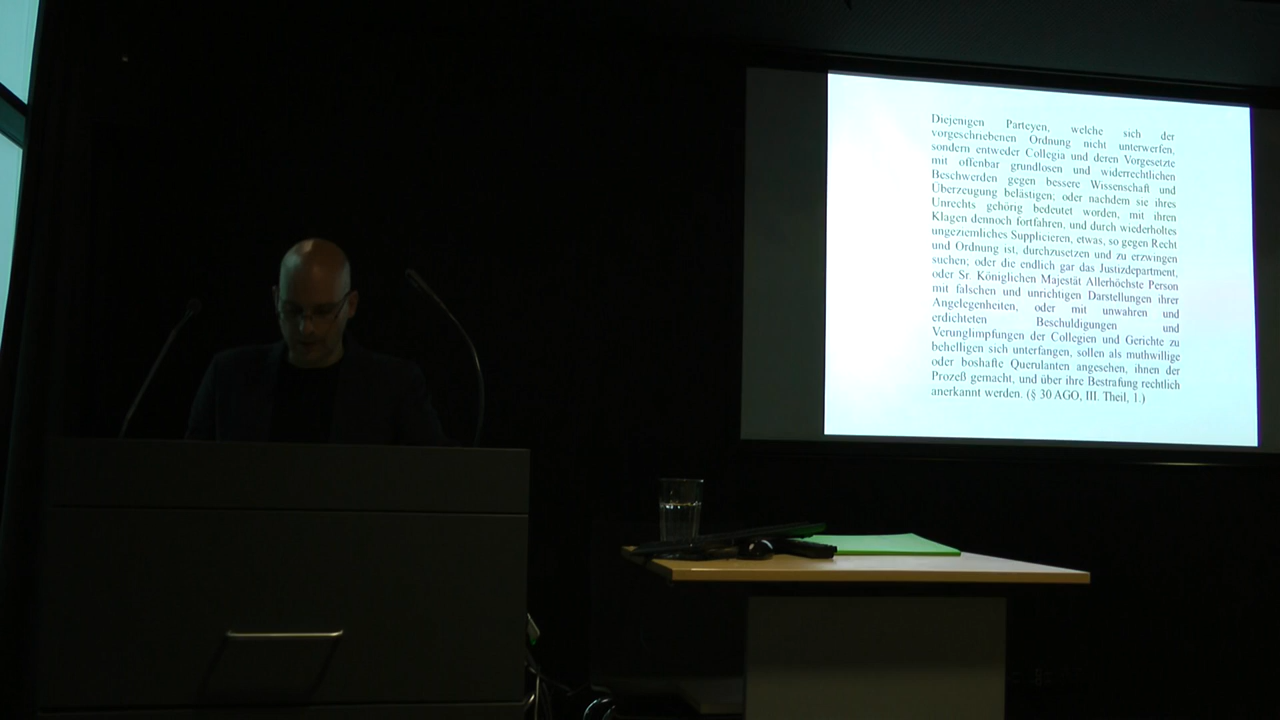 Diejenigen Parteyen, welche sich der
vorgeschriebenen Ordnung nicht unterwerfen,
sondern entweder Collegia und deren Vorgesetzte
mit offenbar grundlosen und widerrechtlichen
Beschwerden gegen bessere Wissenschaft und
Überzeugung belästigen; oder nachdem sie ihres
Unrechts gehörig bedeutet worden, mit ihren
Klagen dennoch fortfahren, und durch wiederholtes
ungeziemliches Supplicieren, etwas, so gegen Recht
und Ordnung ist, durchzusetzen und zu erzwingen
suchen; oder die endlich gar das Justizdepartment,
oder Sr. Königlichen Majestät Allerhöchste Person
mit falschen und unrichtigen Darstellungen ihrer
Angelegenheiten, oder mit unwahren und
erdichteten Beschuldigungen und
Verunglimpfungen der Collegien und Gerichte zu
behelligen sich unterfangen, sollen als muthwillige
oder boshafte Querulanten angesehen, ihnen der
Prozeß gemacht, und über ihre Bestrafung rechtlich
anerkannt werden. (§ 30 AGO, III. Theil, 1.)